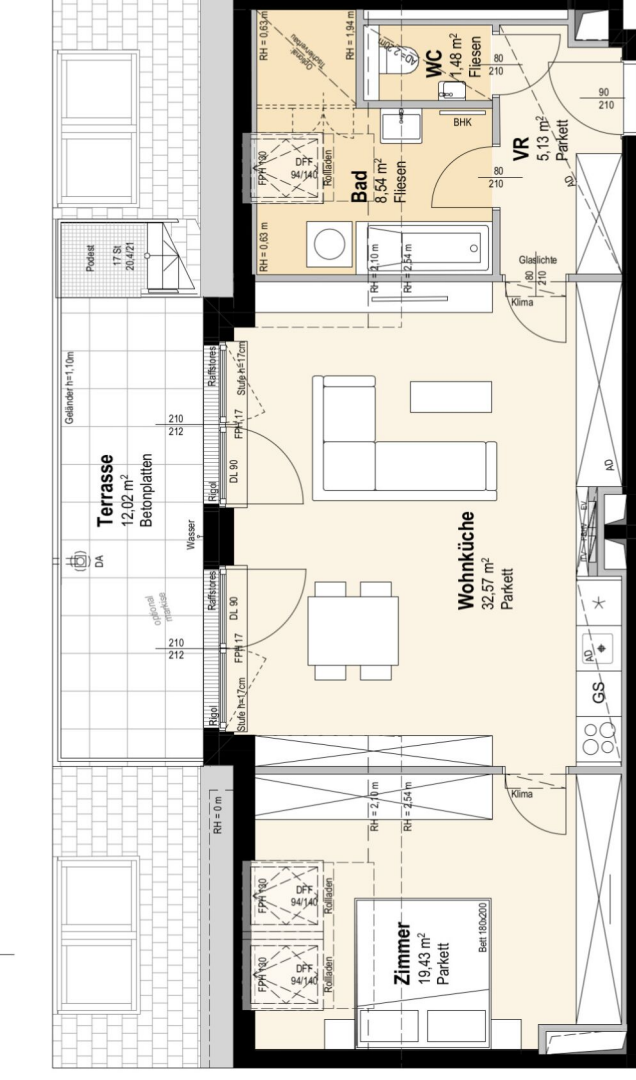 RH = 0,63 m
RH = 1,94 m
Optional
AD=2,20m
WC
1,48 m²
Fliesen
80
210
90
210
VR
5,13 m²
Parkett
AD
BHK
80
210
FPH 130
DFF
94/140
Rollladen
Bad
8,54 m²
Fliesen
RH = 0,63 m
RH = 2,10 m
RH = 2,54 m
Glaslichte
80
210
Klima
Podest
17 St
20,4/21
Geländer h=1,10m
Terrasse
12,02 m²
Betonplatten
210
212
Raffstores
Stufe h=17cm
FPH 17
DL 90
Rigol
Wasser
DA
optional
markise
Raffstores
DL 90
210
212
FPH 17
Rigol
Stufe h=17cm
Wohnküche
32,57 m²
Parkett
AD
EV
AD
GS
RH = 0 m
RH = 2,10 m
RH = 2,54 m
Klima
FPH 130
DFF
94/140
Rollladen
FPH 130
DFF
94/140
Rollladen
Zimmer
19,43 m²
Parkett
Bett 180x200